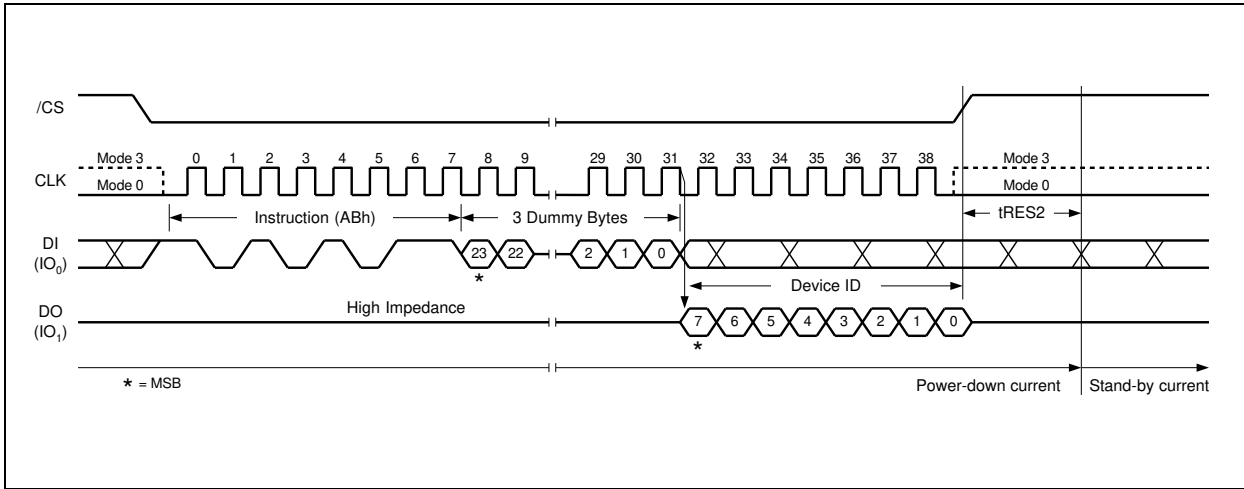 /CS
Mode 3 0 1 2 3 4 5 6 7 8 9 29 30 31 32 33 34 35 36 37 38 Mode 3
CLK Mode 0 Mode 0
Instruction (ABh) 3 Dummy Bytes tRES2
DI (IO0) 23 22 2 1 0
*
Device ID
High Impedance
DO (IO1) 7 6 5 4 3 2 1 0
*
* = MSB
Power-down current Stand-by current